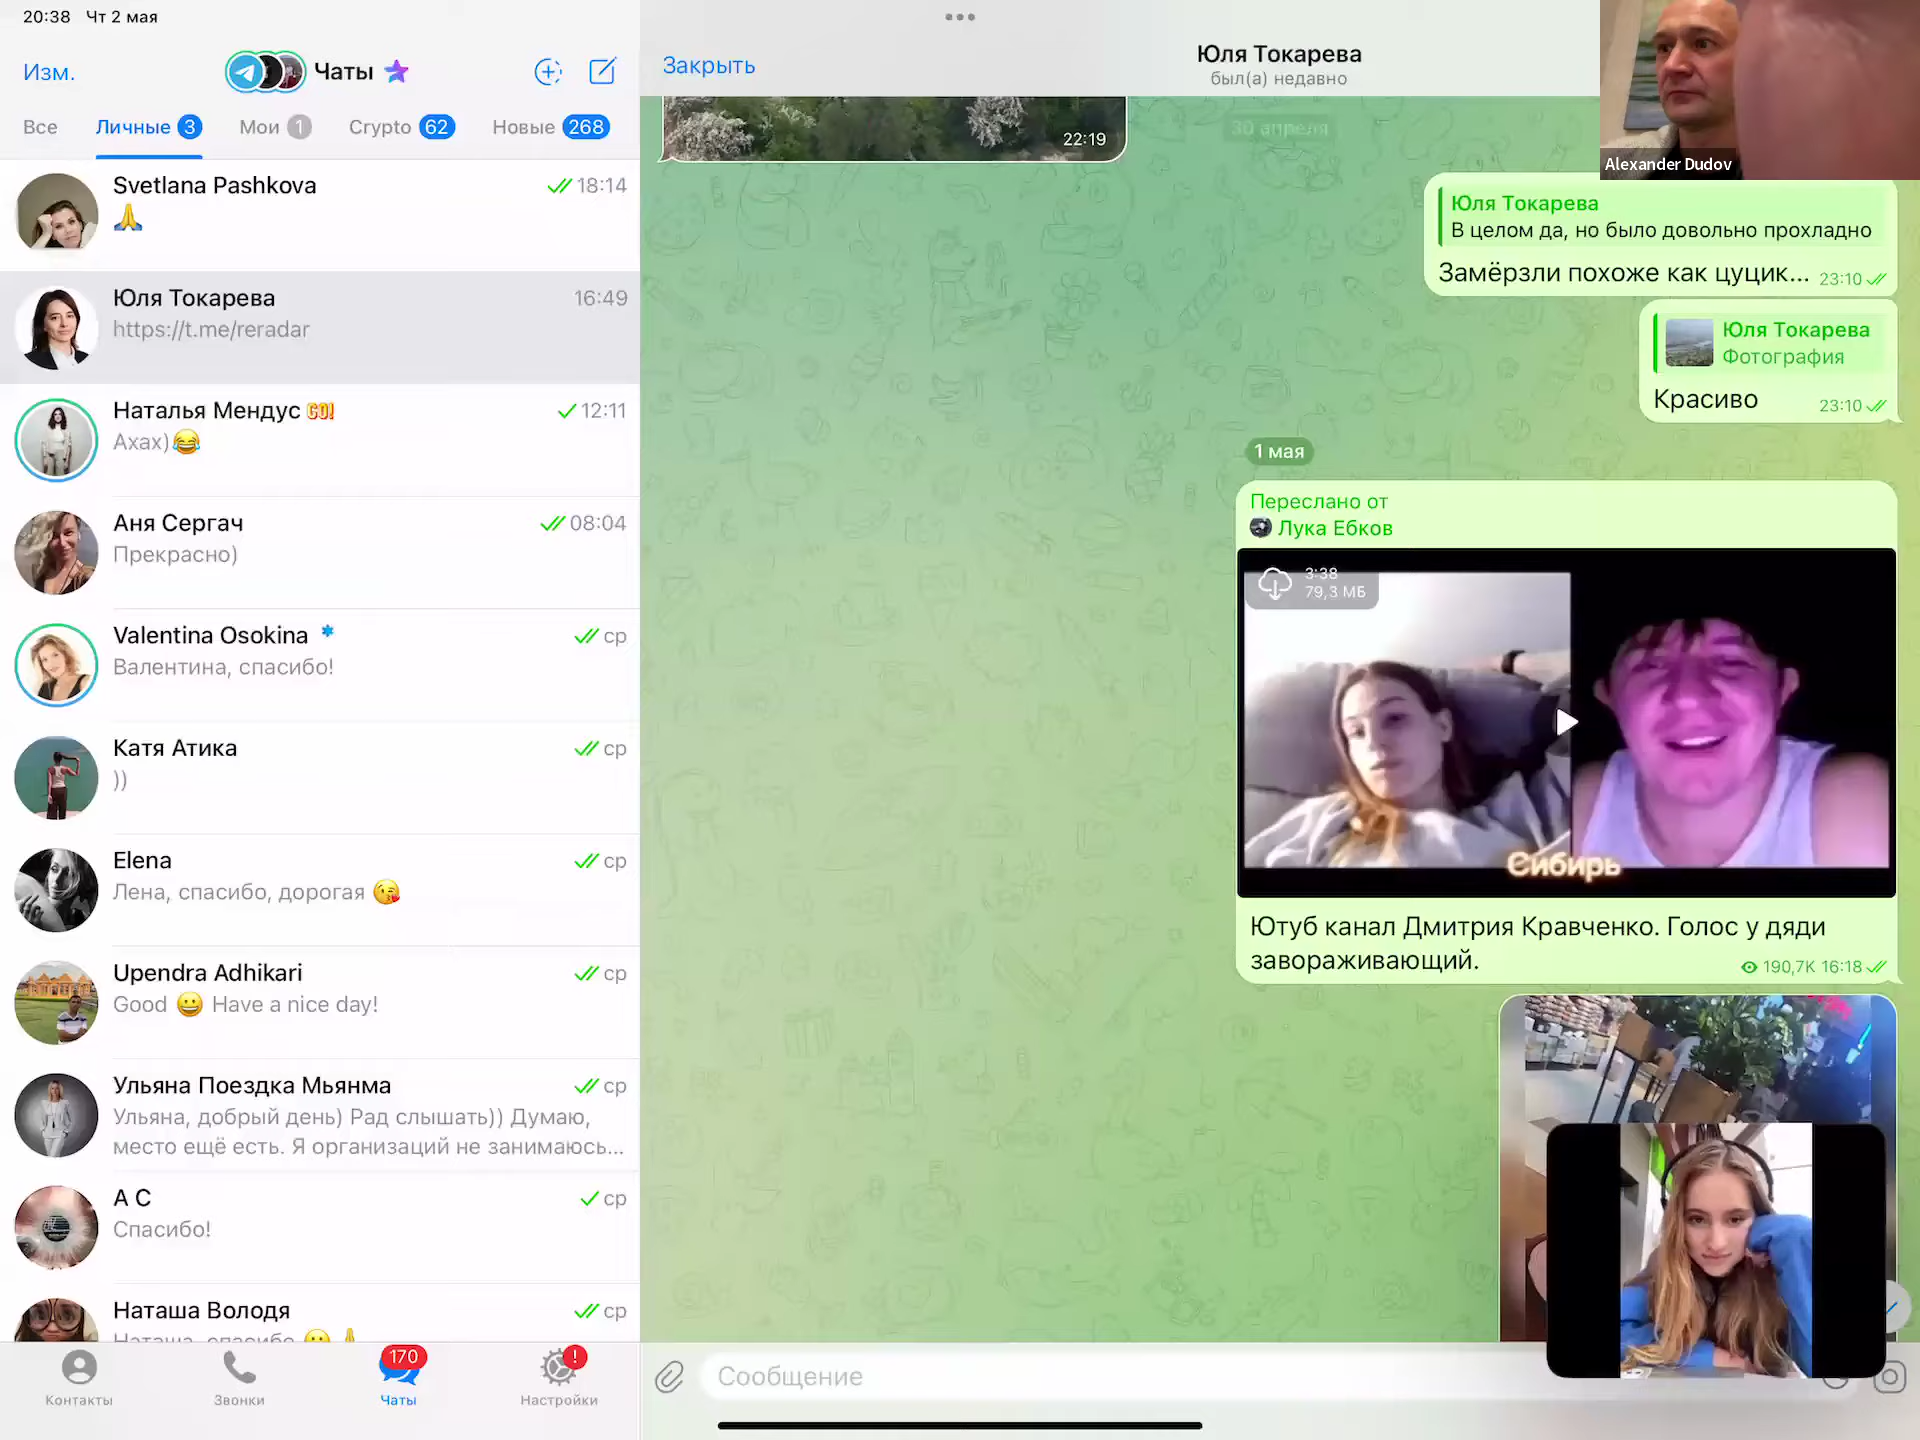 20:38 Чт 2 мая
Изм.
Чаты
Все
Личные 3
Мои 1
Crypto 62
Новые 268
Svetlana Pashkova
18:14
Юля Токарева
16:49
https://t.me/reradar
Наталья Мендус GO!
12:11
Ахах)
Аня Сергач
08:04
Прекрасно)
Valentina Osokina
ср
Валентина, спасибо!
Катя Атика
ср
))
Elena
ср
Лена, спасибо, дорогая
Upendra Adhikari
ср
Good Have a nice day!
Ульяна Поездка Мьянма
ср
Ульяна, добрый день) Рад слышать)) Думаю,
место ещё есть. Я организаций не занимаюсь...
А С
ср
Спасибо!
Наташа Володя
ср
Наташа, спасибо
Контакты
Звонки
170
Чаты
!
Настройки
Закрыть
Юля Токарева
был(а) недавно
22:19
30 апреля
Alexander Dudov
Юля Токарева
В целом да, но было довольно прохладно
Замёрзли похоже как цуцик...
23:10
Юля Токарева
Фотография
Красиво
23:10
1 мая
Переслано от
Лука Ебков
3:38
79,3 МБ
Сибирь
Ютуб канал Дмитрия Кравченко. Голос у дяди
завораживающий.
190,7K 16:18
Сообщение